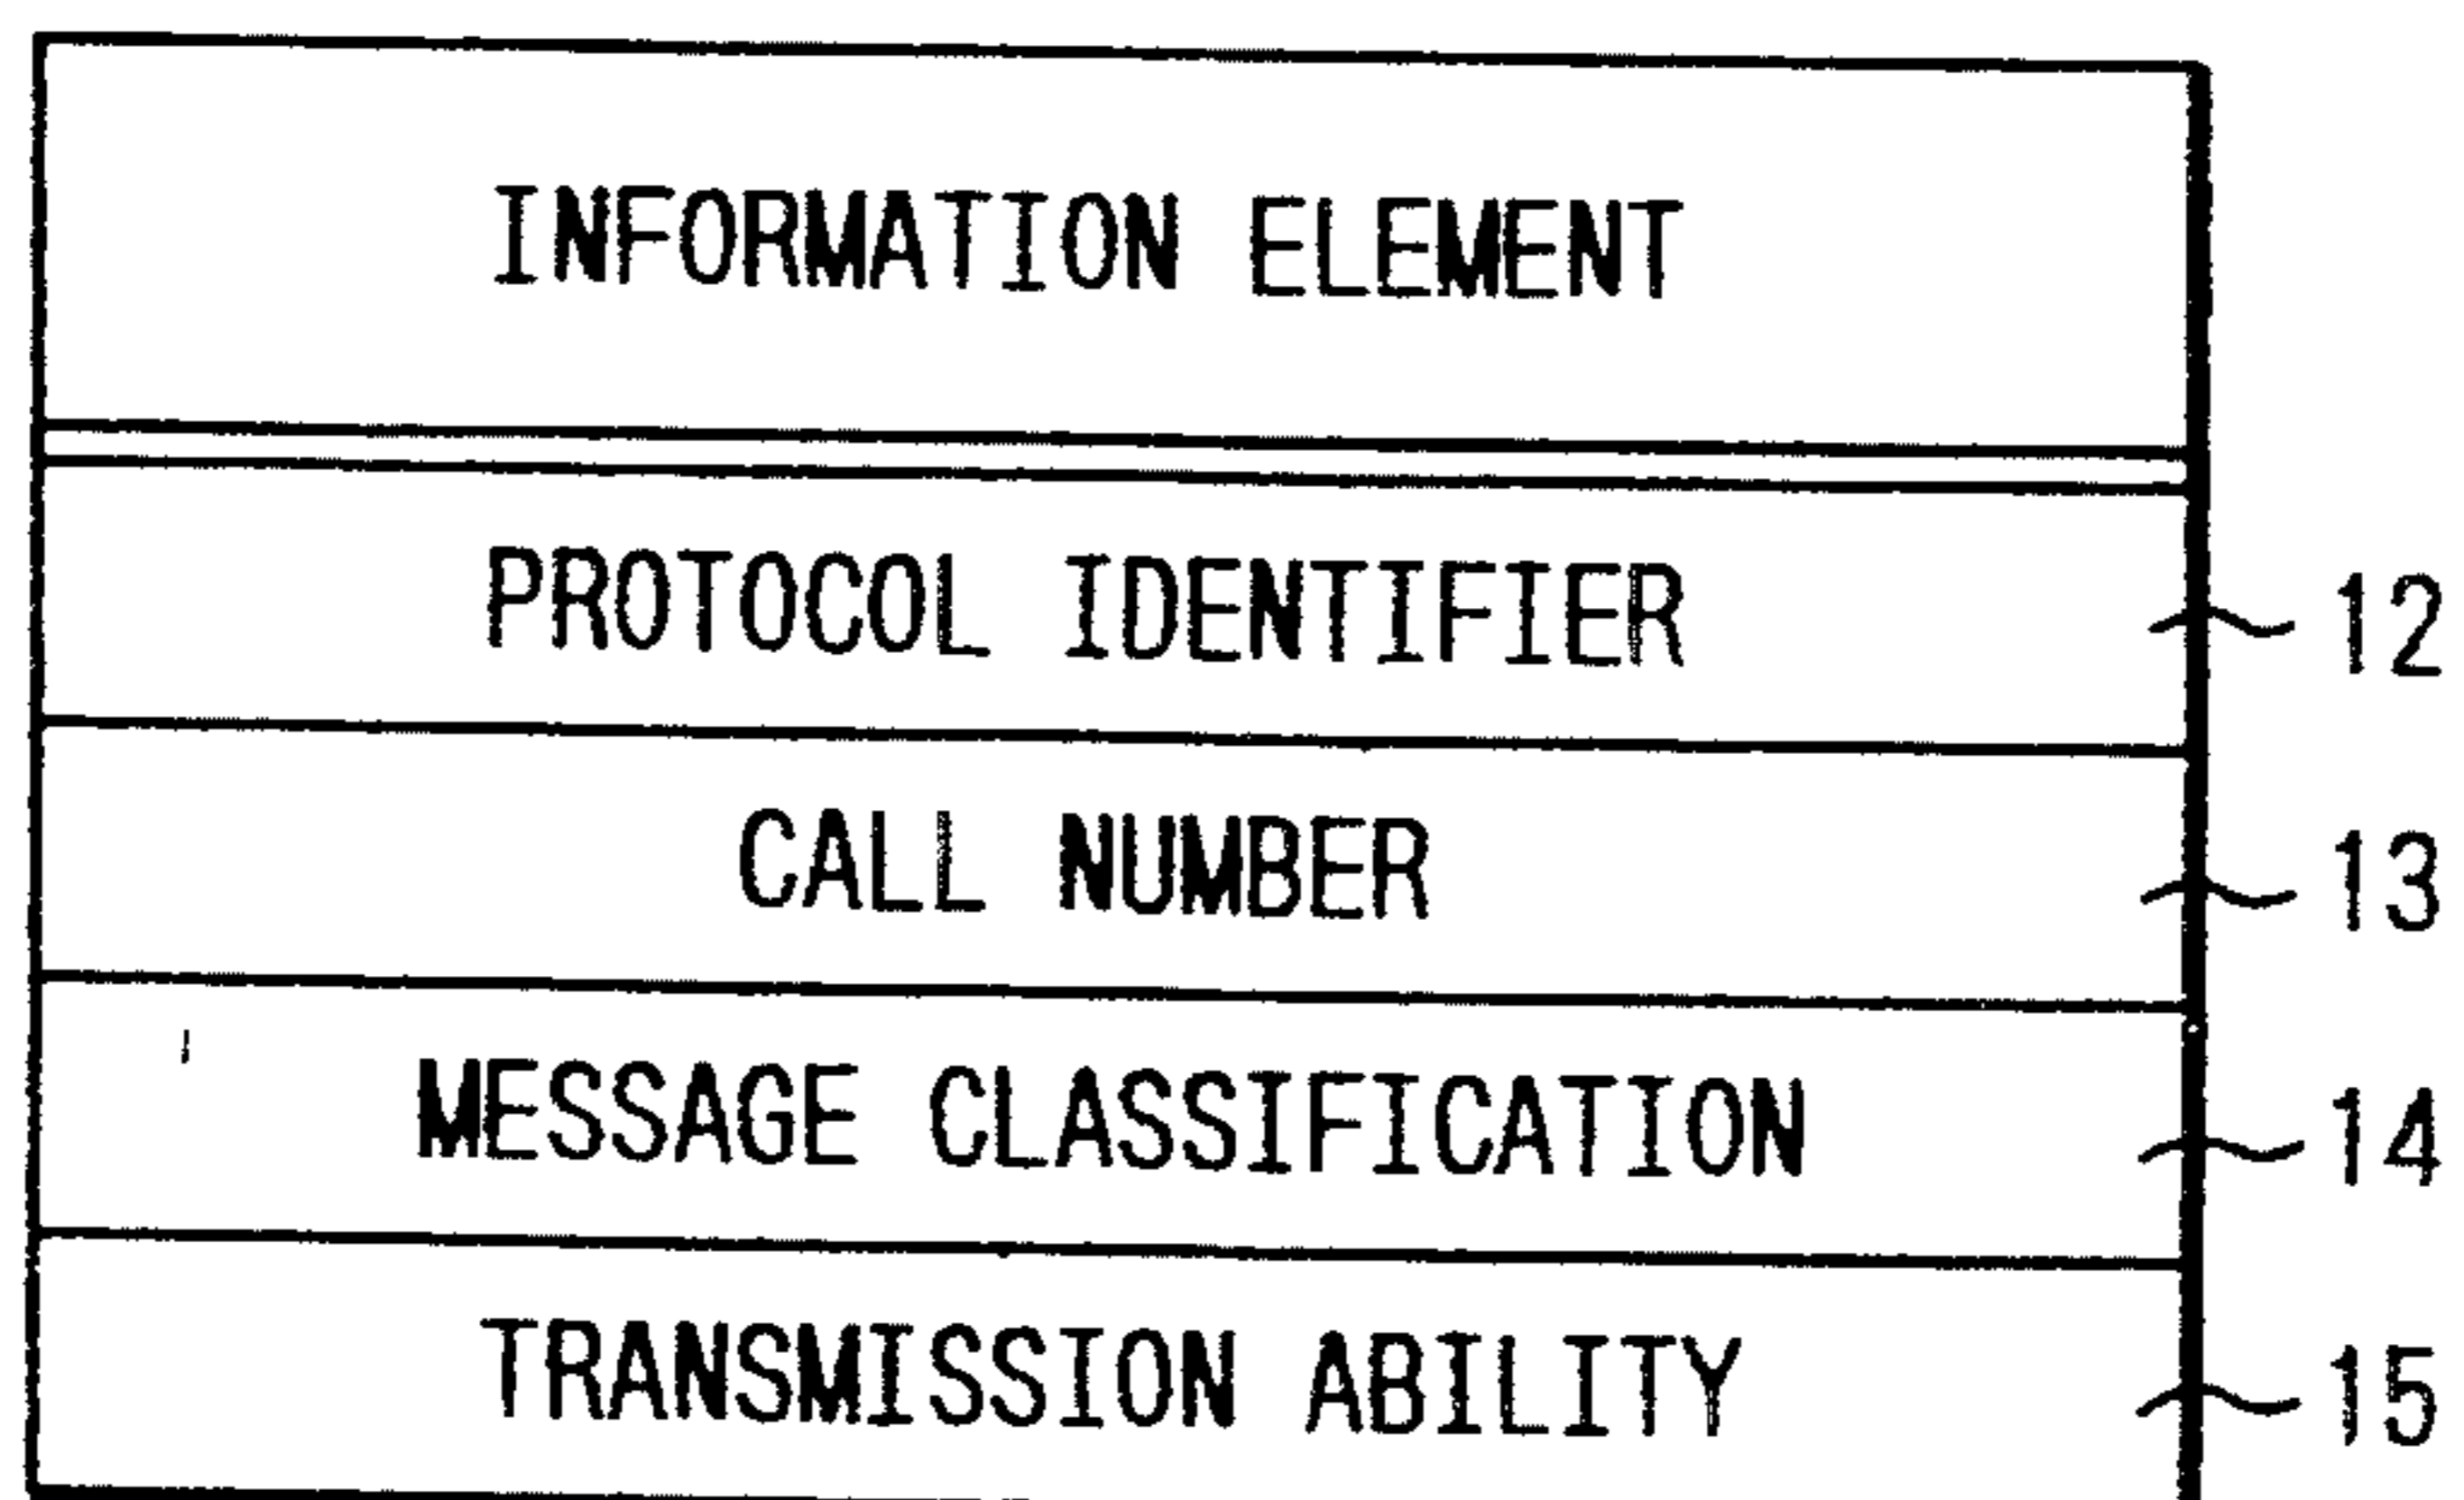 INFORMATION ELEMENT
PROTOCOL IDENTIFIER 12
CALL NUMBER 13
MESSAGE CLASSIFICATION 14
TRANSMISSION ABILITY 15